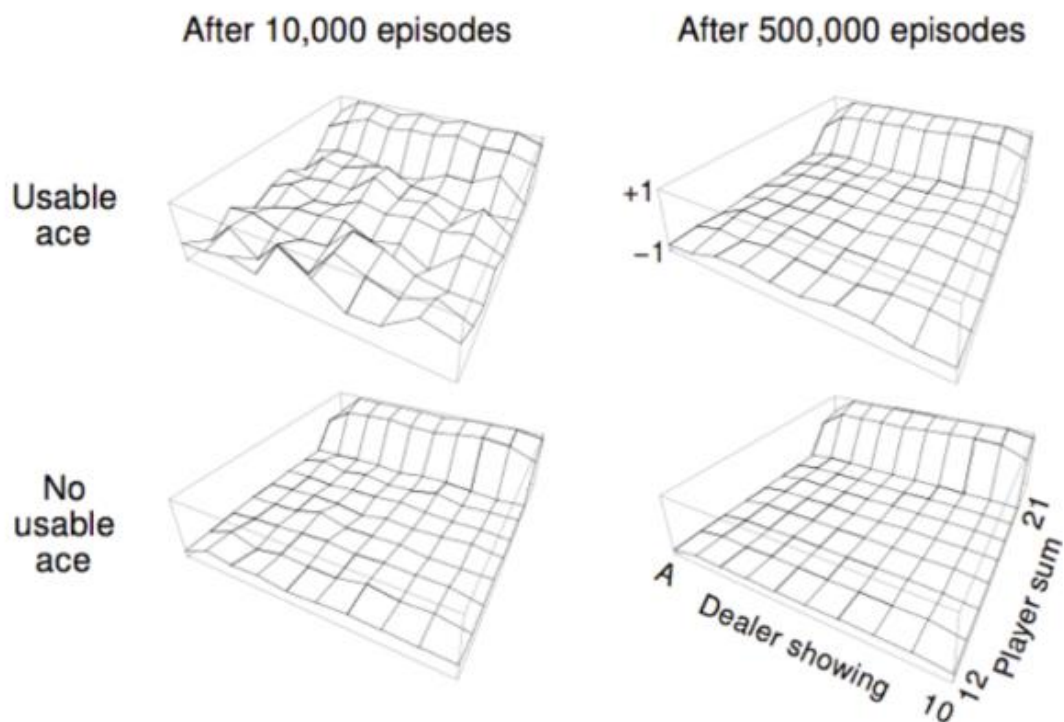 After 10,000 episodes
After 500,000 episodes
Usable
ace
+1
−1
No
usable
ace
A
Dealer showing
10
12
Player sum
21